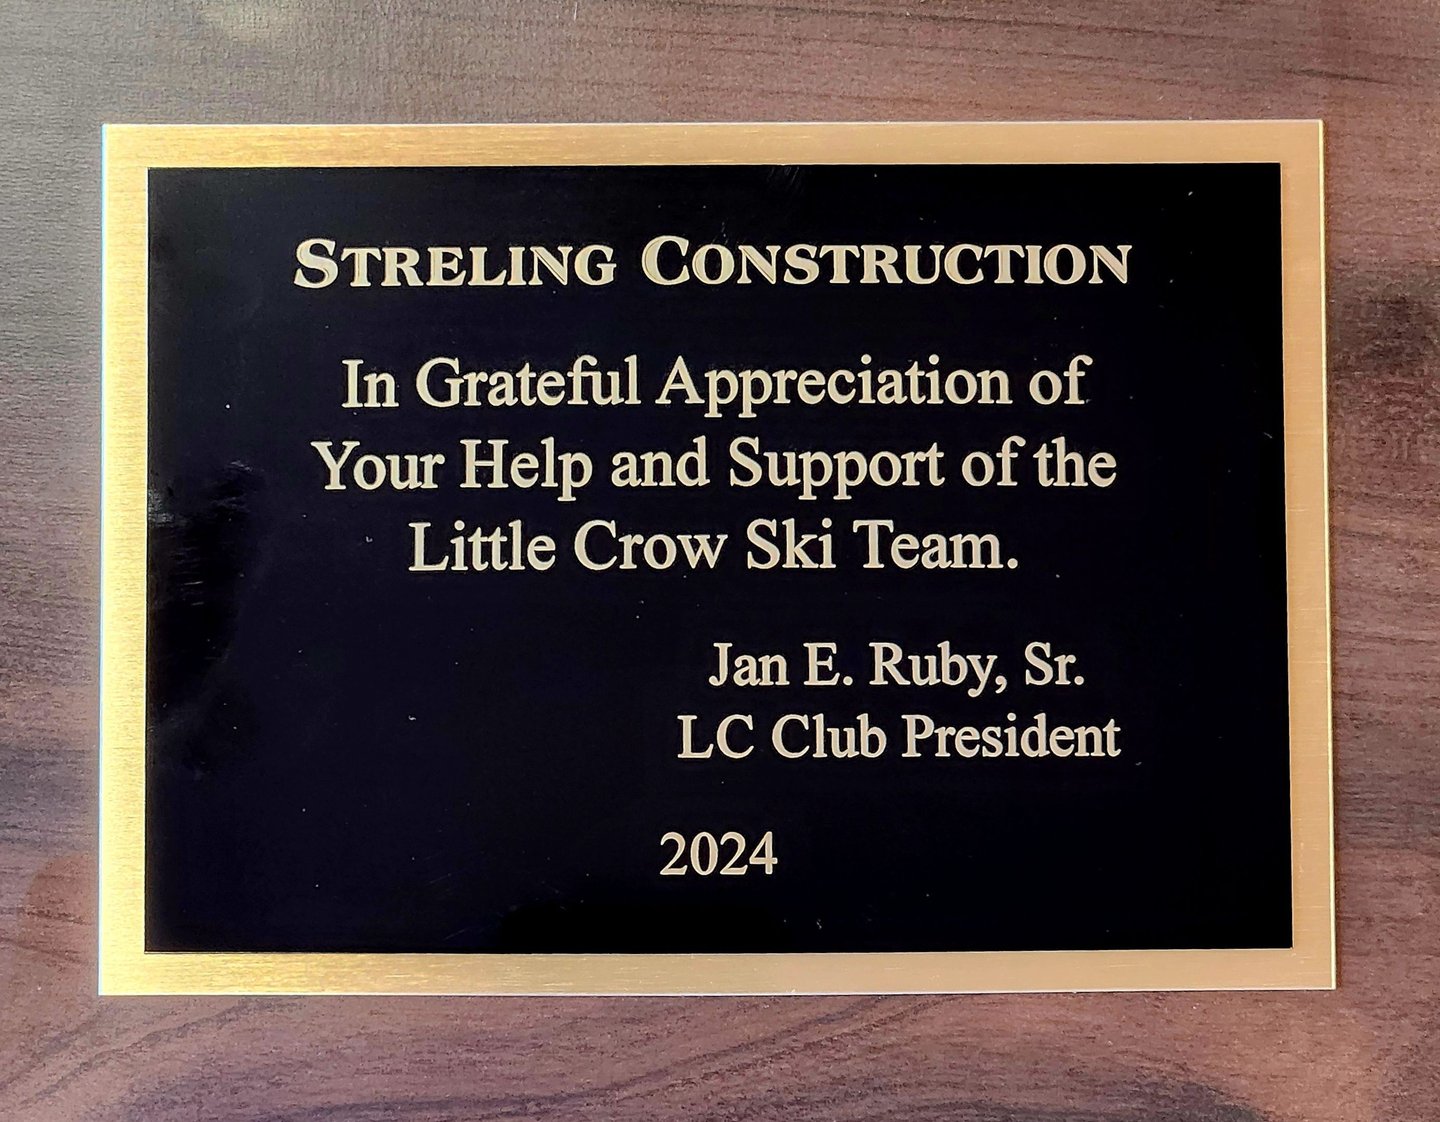 STRELING CONSTRUCTION
In Grateful Appreciation of
Your Help and Support of the
Little Crow Ski Team.
Jan E. Ruby, Sr.
LC Club President
2024